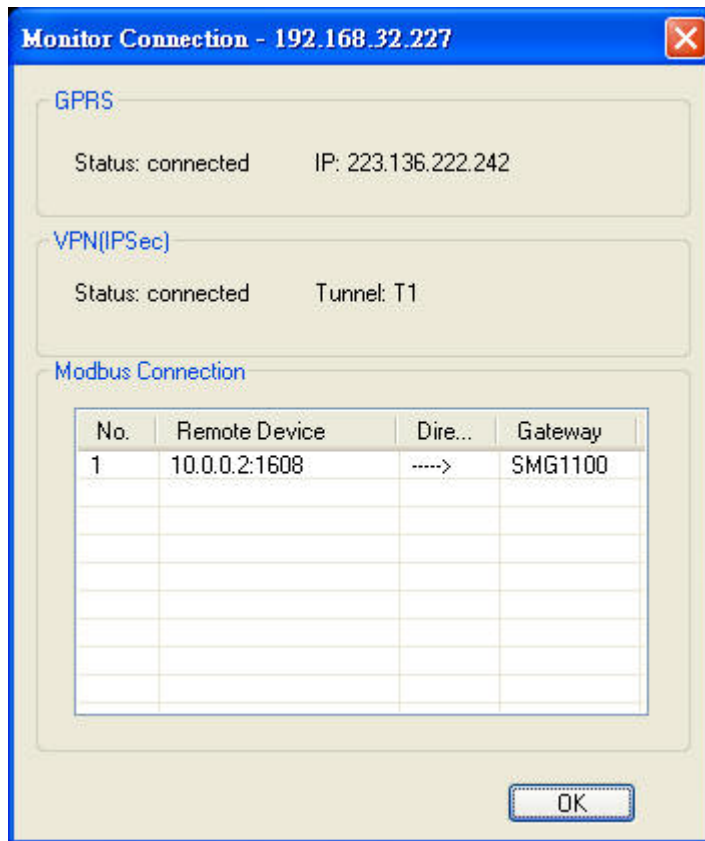 Monitor Connection - 192.168.32.227
GPRS
Status: connected IP: 223.136.222.242
VPN(IPSec)
Status: connected Tunnel: T1
Modbus Connection
No. Remote Device Dire... Gateway
1 10.0.0.2:1608 -----> SMG1100
OK